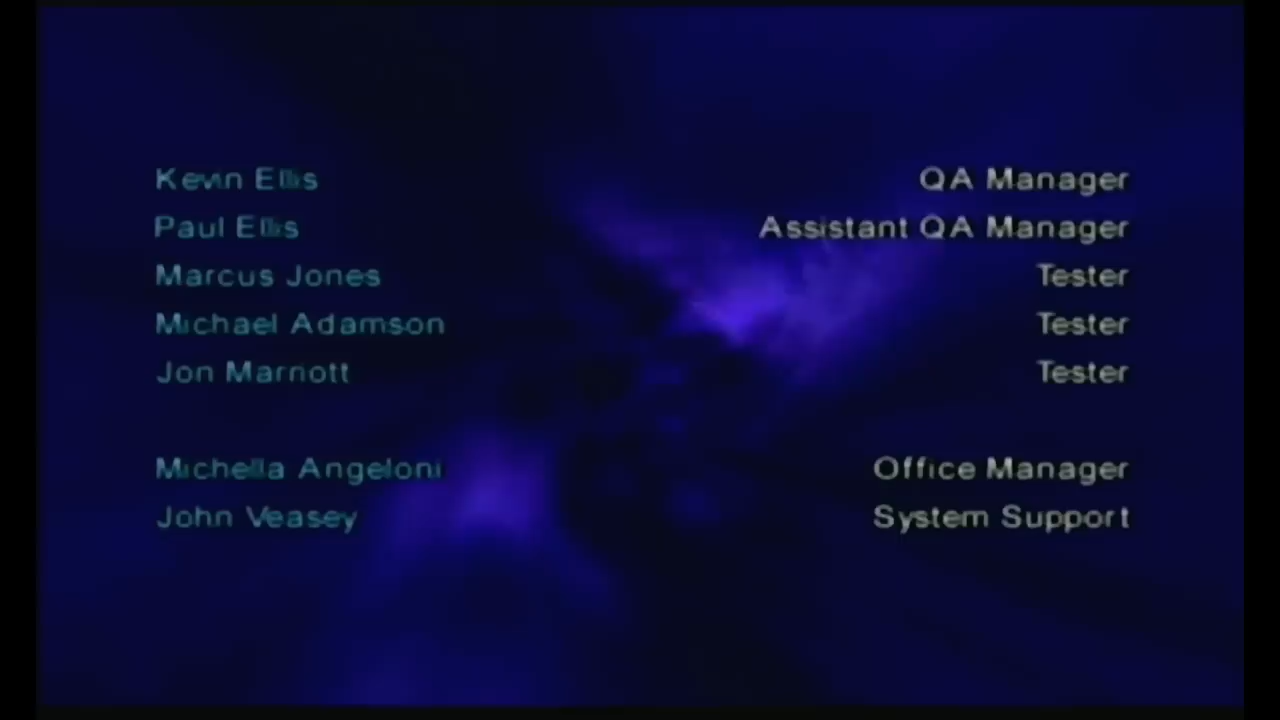 Kevin Ellis QA Manager
Paul Ellis Assistant QA Manager
Marcus Jones Tester
Michael Adamson Tester
Jon Marriott Tester
Michella Angeloni Office Manager
John Veasey System Support